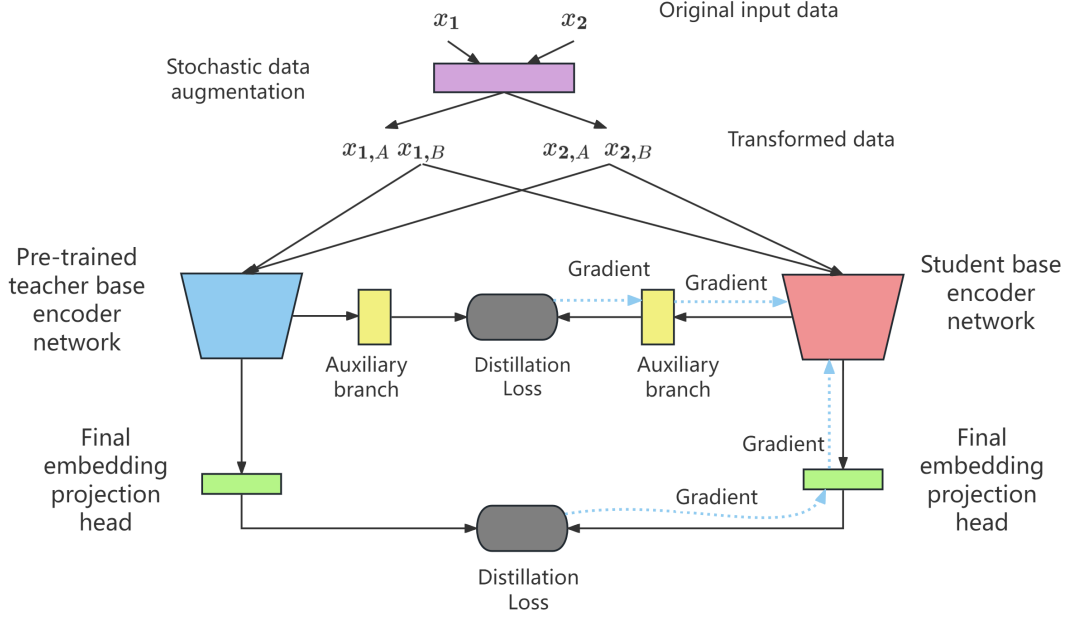 Original input data
x1 x2
Stochastic data
augmentation
Transformed data
x1,A x1,B x2,A x2,B
Pre-trained
teacher base
encoder
network
Gradient
Gradient
Student base
encoder
network
Auxiliary
branch
Distillation
Loss
Auxiliary
branch
Final
embedding
projection
head
Gradient
Final
embedding
projection
head
Gradient
Distillation
Loss